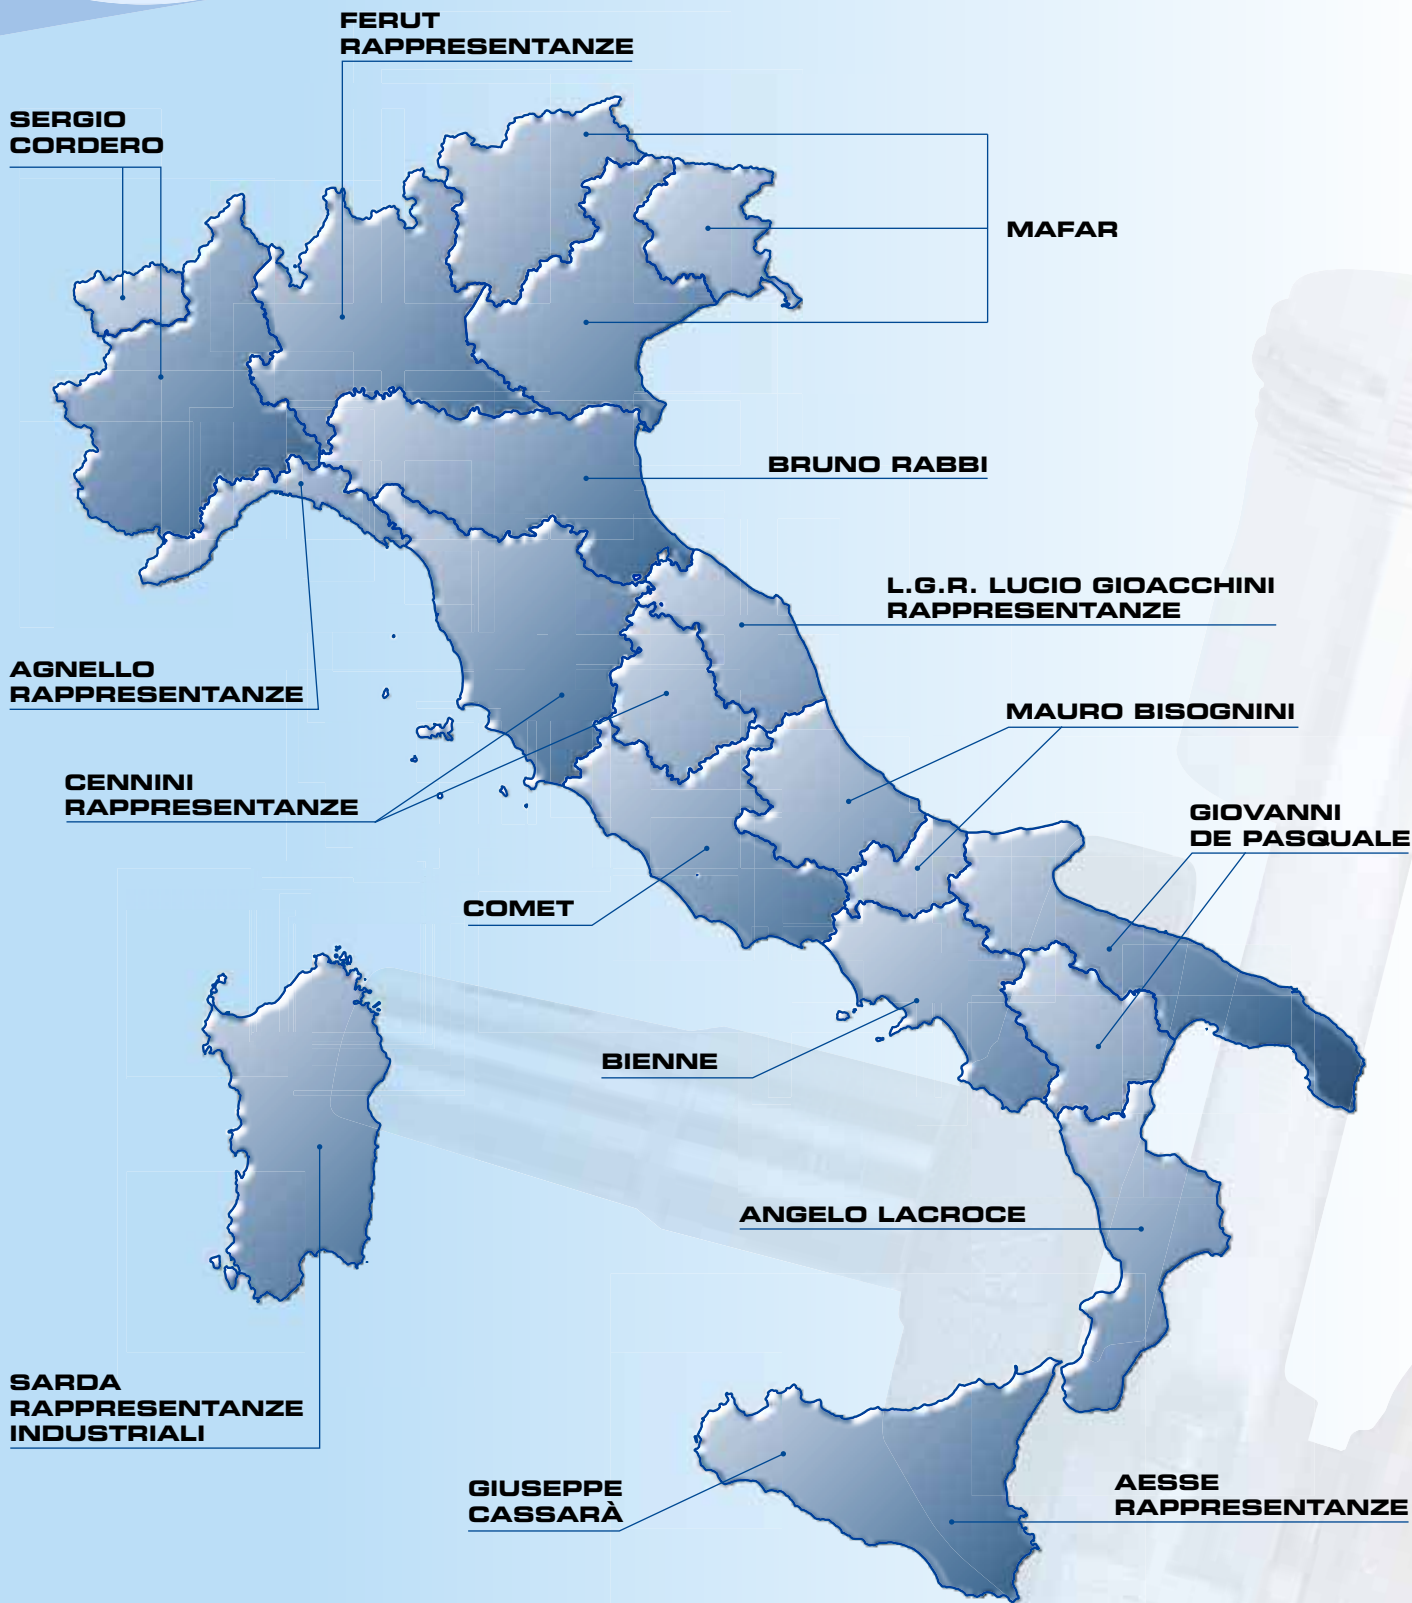 FERUT
RAPPRESENTANZE
SERGIO
CORDERO
MAFAR
BRUNO RABBI
L.G.R. LUCIO GIOACCHINI
RAPPRESENTANZE
AGNELLO
RAPPRESENTANZE
MAURO BISOGNINI
CENNINI
RAPPRESENTANZE
GIOVANNI
DE PASQUALE
COMET
BIENNE
ANGELO LACROCE
SARDA
RAPPRESENTANZE
INDUSTRIALI
GIUSEPPE
CASSARÀ
AESSE
RAPPRESENTANZE